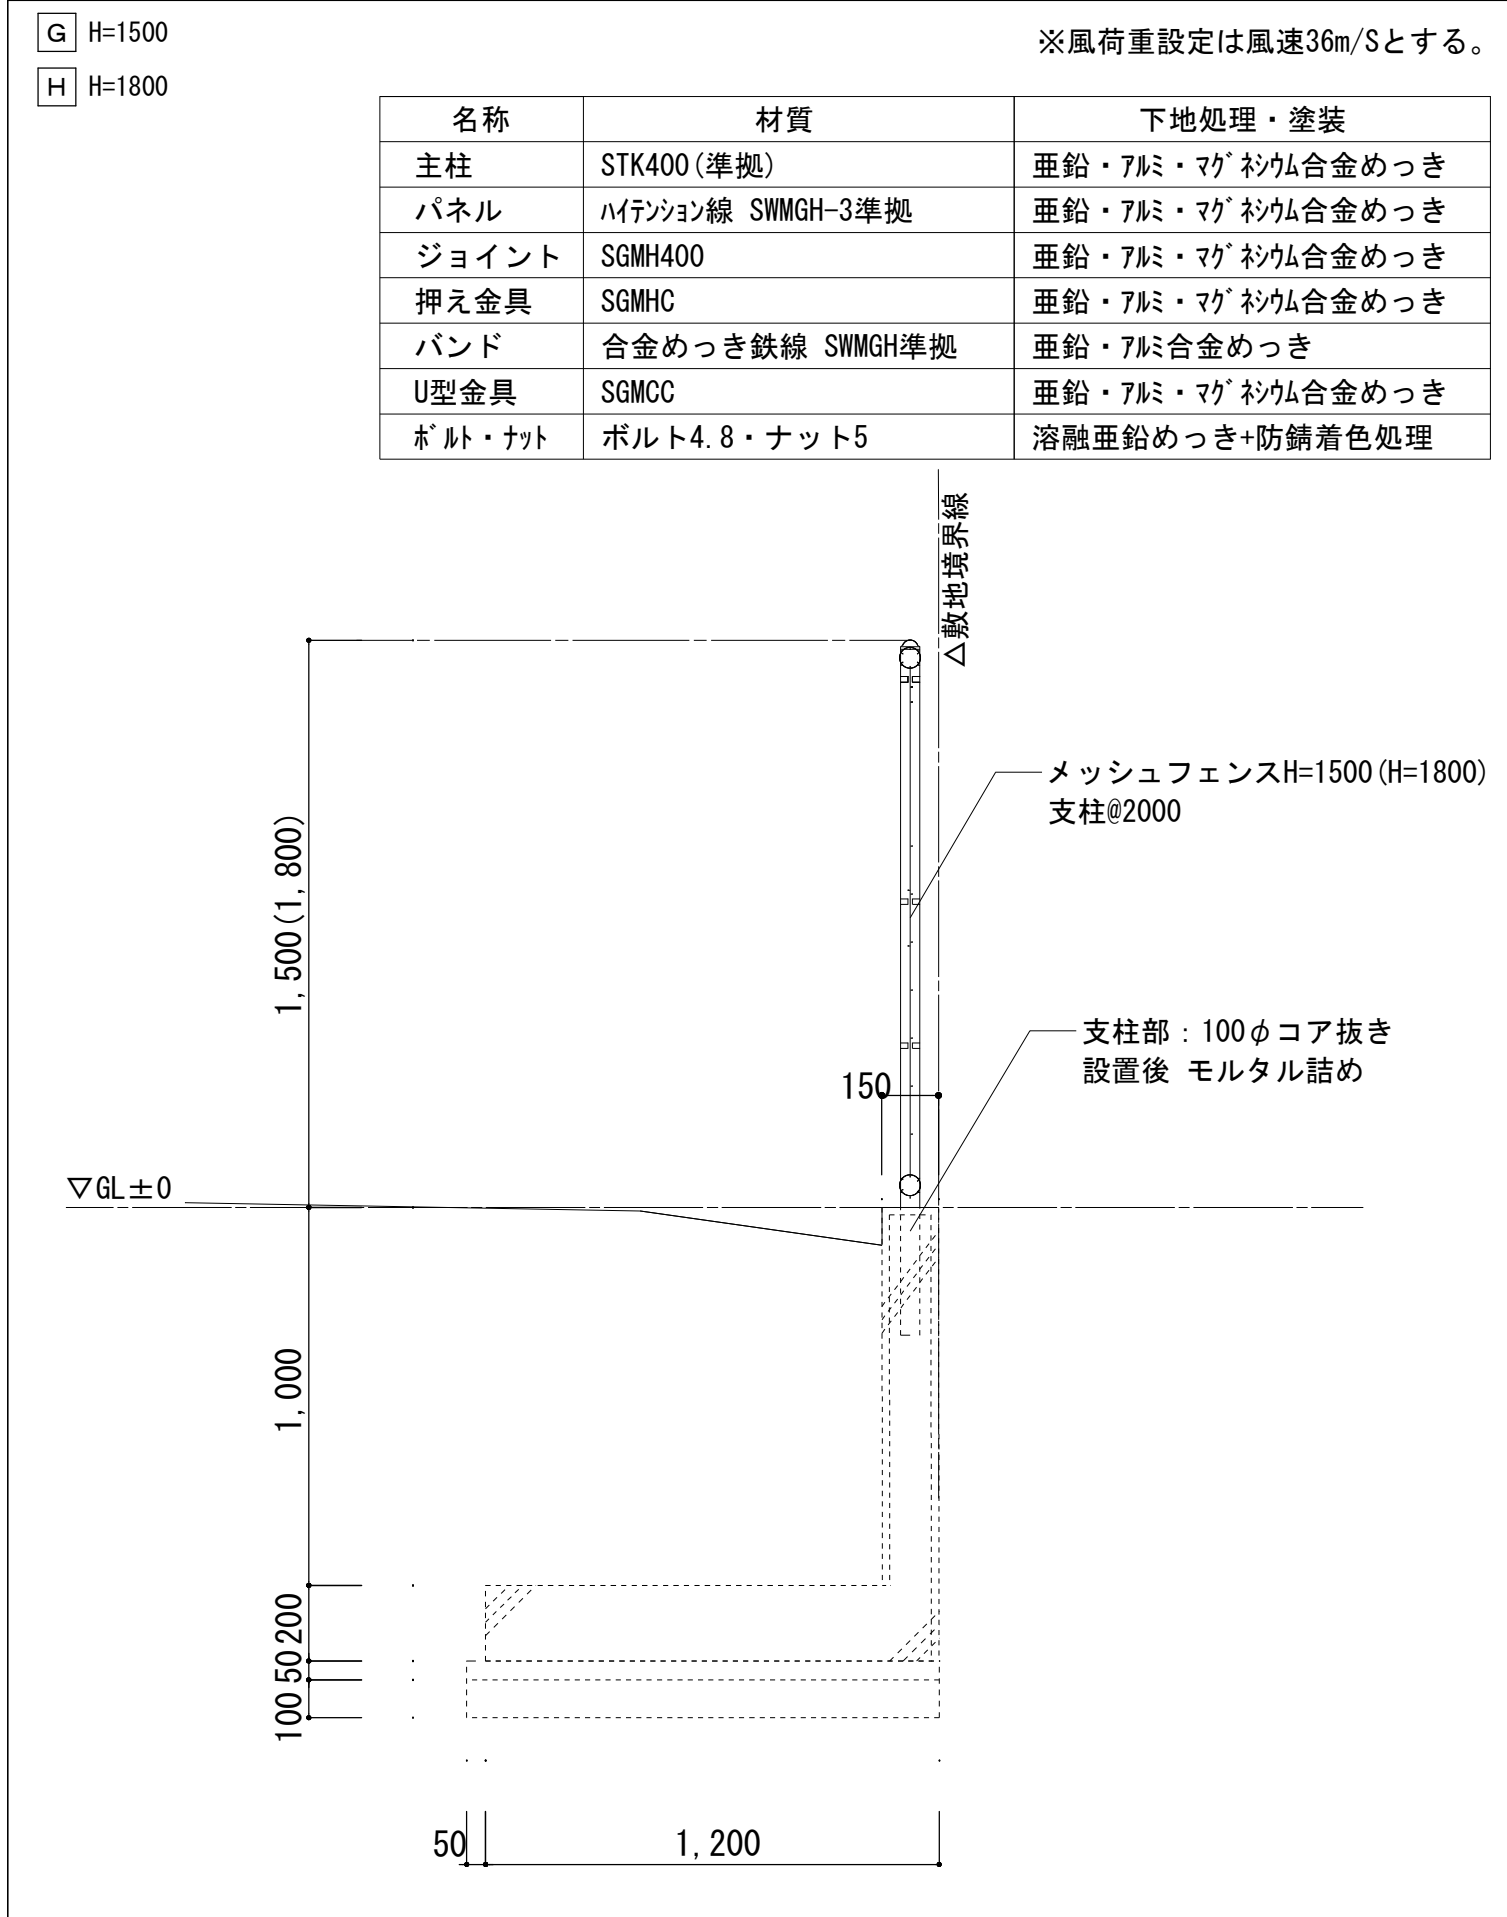 G H=1500
H H=1800
※風荷重設定は風速36m/Sとする。
名称 材質 下地処理・塗装
主柱 STK400(準拠) 亜鉛・ｱﾙﾐ・ﾏｸﾞﾈｼｳﾑ合金めっき
パネル ﾊｲﾃﾝｼｮﾝ線 SWMGH-3準拠 亜鉛・ｱﾙﾐ・ﾏｸﾞﾈｼｳﾑ合金めっき
ジョイント SGMH400 亜鉛・ｱﾙﾐ・ﾏｸﾞﾈｼｳﾑ合金めっき
押え金具 SGMHC 亜鉛・ｱﾙﾐ・ﾏｸﾞﾈｼｳﾑ合金めっき
バンド 合金めっき鉄線 SWMGH準拠 亜鉛・ｱﾙﾐ合金めっき
U型金具 SGMCC 亜鉛・ｱﾙﾐ・ﾏｸﾞﾈｼｳﾑ合金めっき
ﾎﾞﾙﾄ・ﾅｯﾄ ボルト4.8・ナット5 溶融亜鉛めっき+防錆着色処理
△敷地境界線
メッシュフェンスH=1500(H=1800)
支柱@2000
1,500(1,800)
支柱部：100φコア抜き
設置後 モルタル詰め
150
▽GL±0
1,000
200
50
100
50
1,200